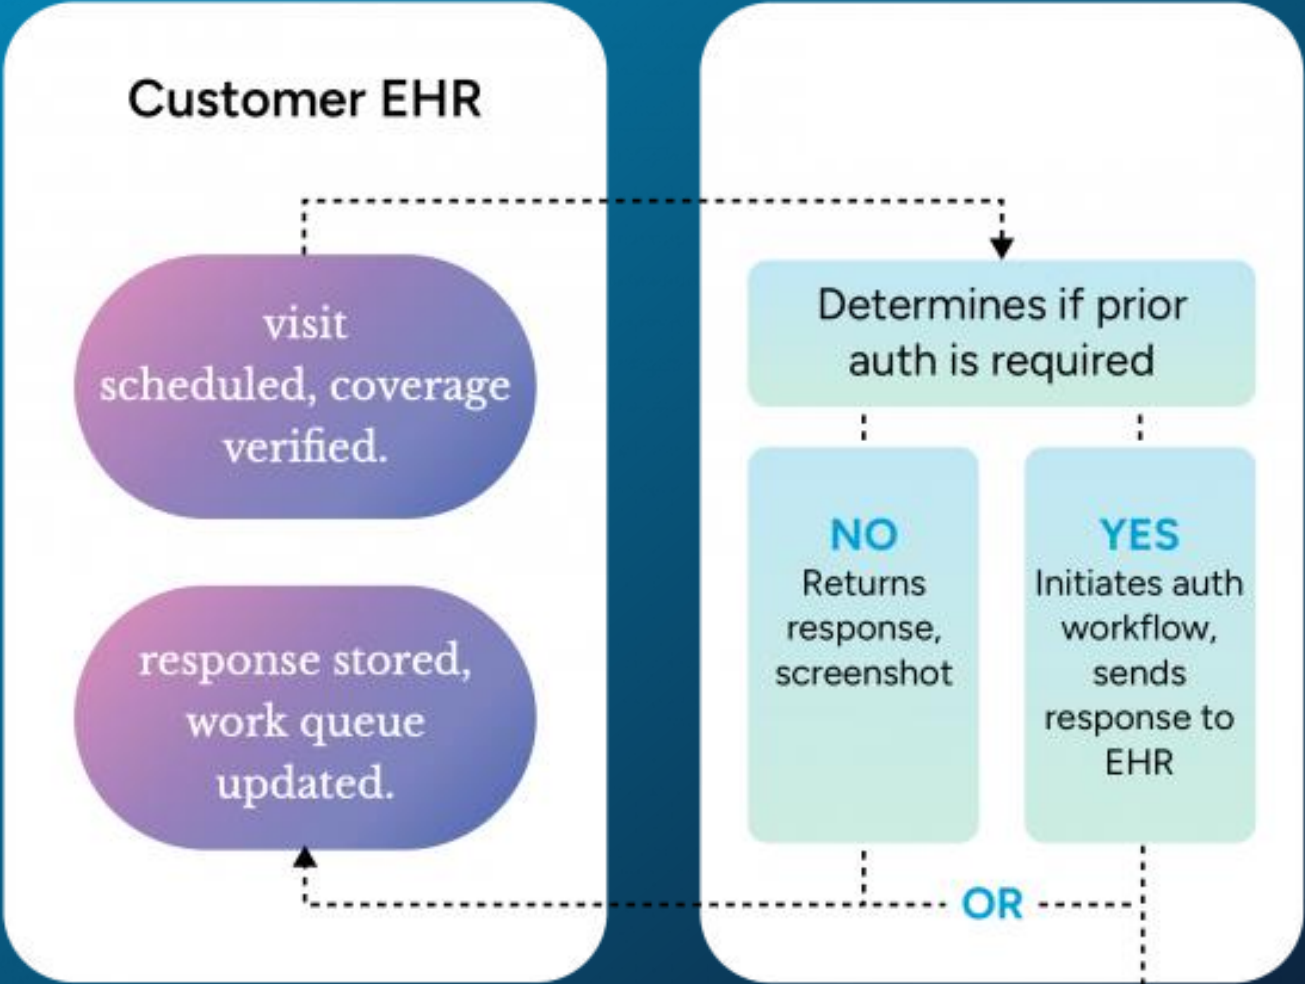 Customer EHR
visit
scheduled, coverage
verified.
response stored,
work queue
updated.
Determines if prior
auth is required
NO
Returns
response,
screenshot
YES
Initiates auth
workflow,
sends
response to
EHR
OR